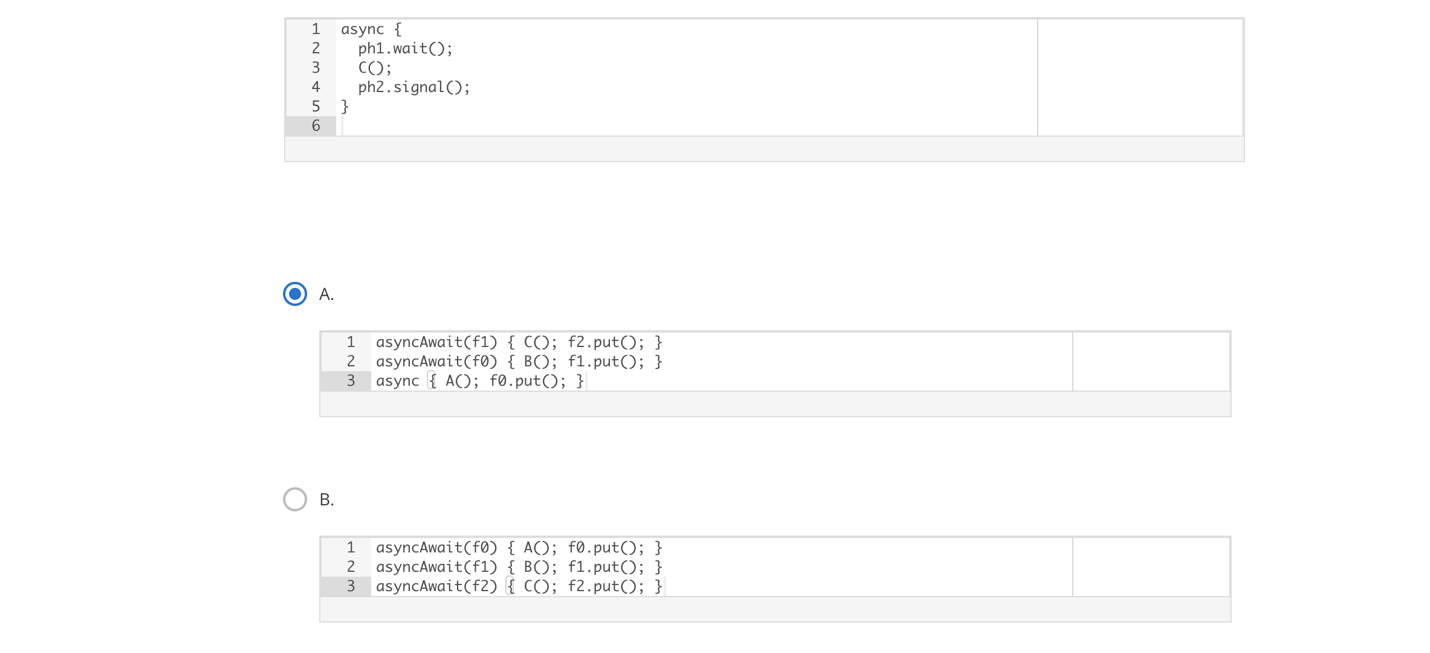 1 async {
2   ph1.wait();
3   C();
4   ph2.signal();
5 }
6
A.
1 asyncAwait(f1) { C(); f2.put(); }
2 asyncAwait(f0) { B(); f1.put(); }
3 async { A(); f0.put(); }
B.
1 asyncAwait(f0) { A(); f0.put(); }
2 asyncAwait(f1) { B(); f1.put(); }
3 asyncAwait(f2) { C(); f2.put(); }